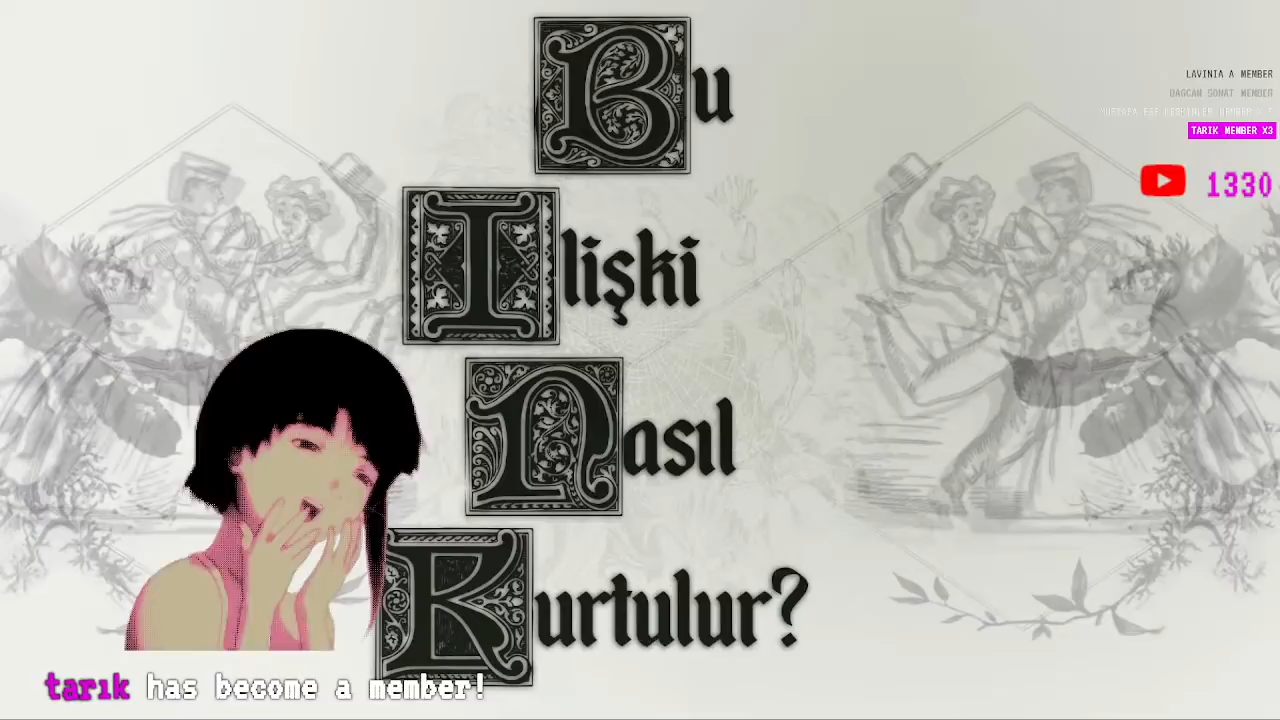 Bu
İlişki
Nasıl
Kurtulur?
LAVINIA A MEMBER
DAGCAN SONAT MEMBER
TARIK MEMBER X3
1330
tarık has become a member!